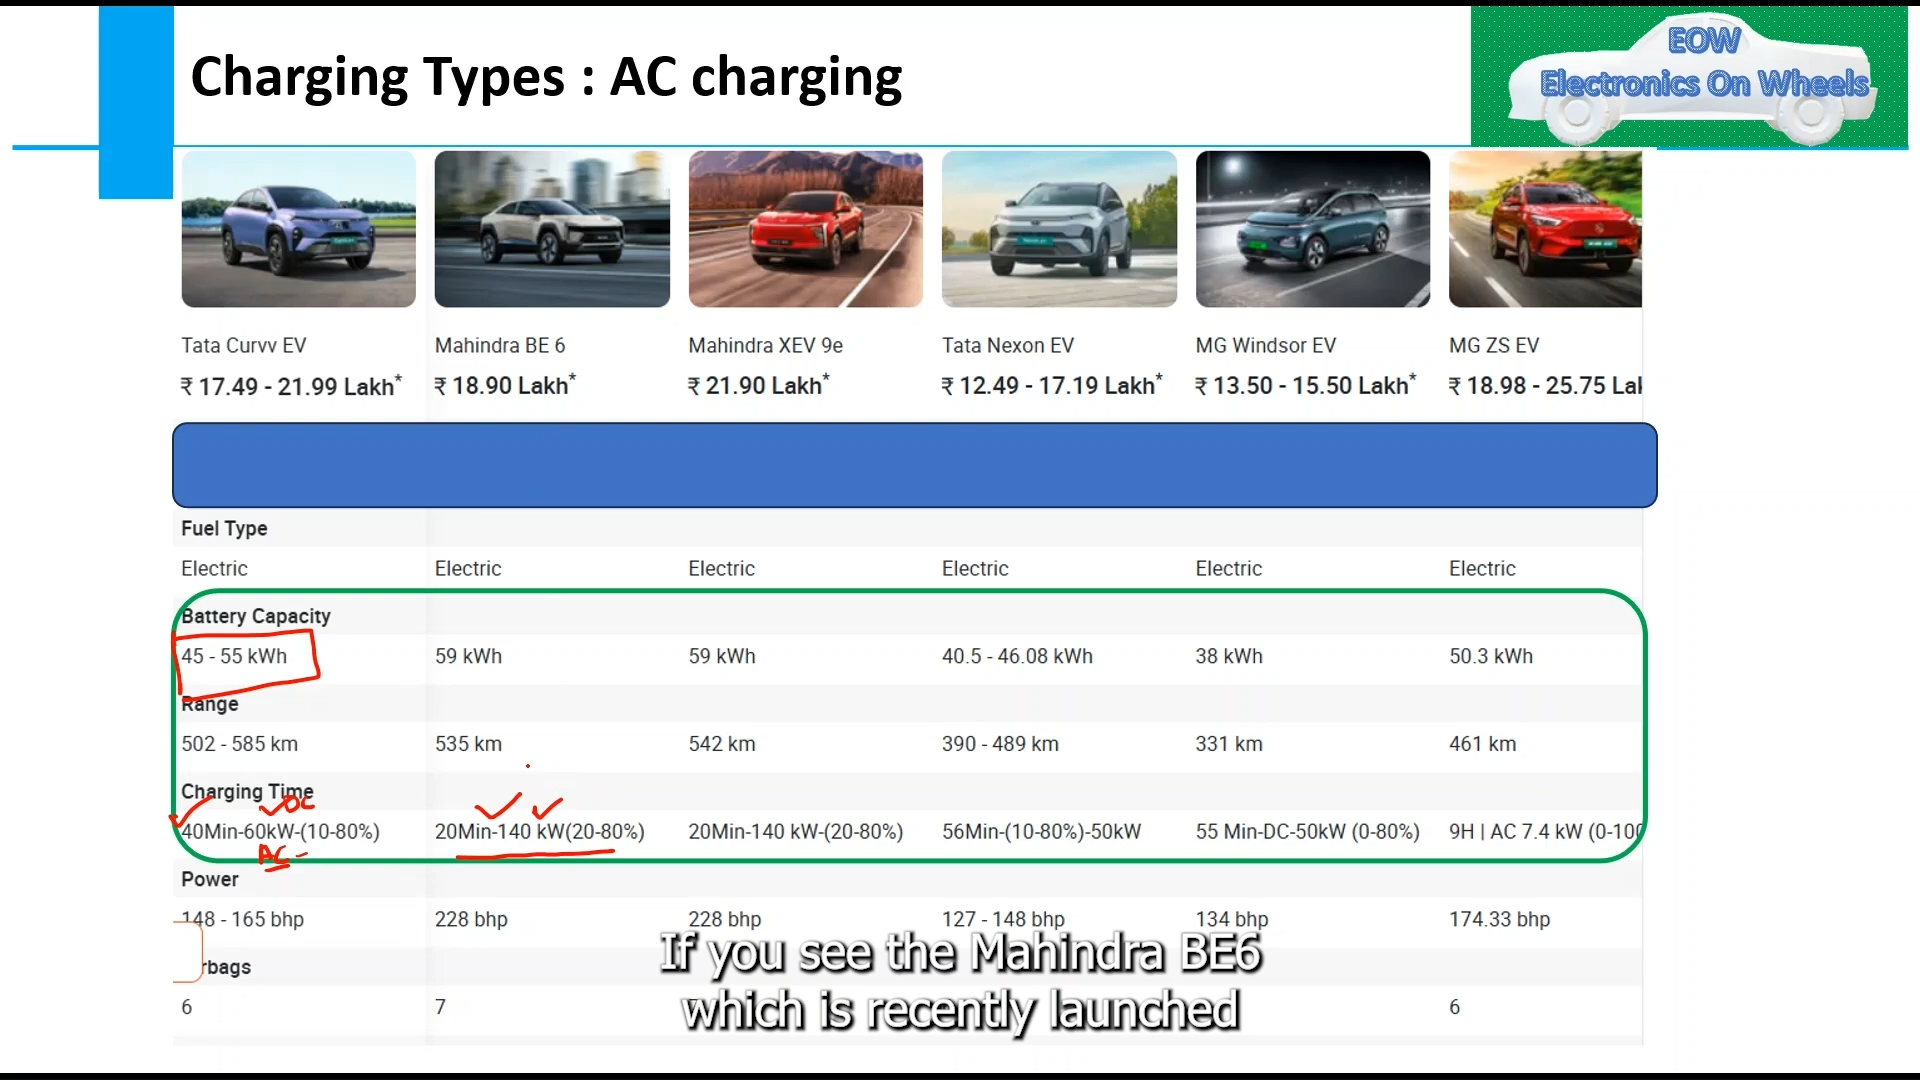 Charging Types : AC charging
EOW
Electronics On Wheels
Tata Curvv EV
Mahindra BE 6
Mahindra XEV 9e
Tata Nexon EV
MG Windsor EV
MG ZS EV
₹ 17.49 - 21.99 Lakh*
₹ 18.90 Lakh*
₹ 21.90 Lakh*
₹ 12.49 - 17.19 Lakh*
₹ 13.50 - 15.50 Lakh*
₹ 18.98 - 25.75 Lak
Fuel Type
Electric
Electric
Electric
Electric
Electric
Electric
Battery Capacity
45 - 55 kWh
59 kWh
59 kWh
40.5 - 46.08 kWh
38 kWh
50.3 kWh
Range
502 - 585 km
535 km
542 km
390 - 489 km
331 km
461 km
Charging Time
DC
40Min-60kW-(10-80%)
20Min-140 kW(20-80%)
20Min-140 kW-(20-80%)
56Min-(10-80%)-50kW
55 Min-DC-50kW (0-80%)
9H | AC 7.4 kW (0-100
AC -
Power
148 - 165 bhp
228 bhp
228 bhp
127 - 148 bhp
134 bhp
174.33 bhp
rbags
6
7
6
If you see the Mahindra BE6
which is recently launched